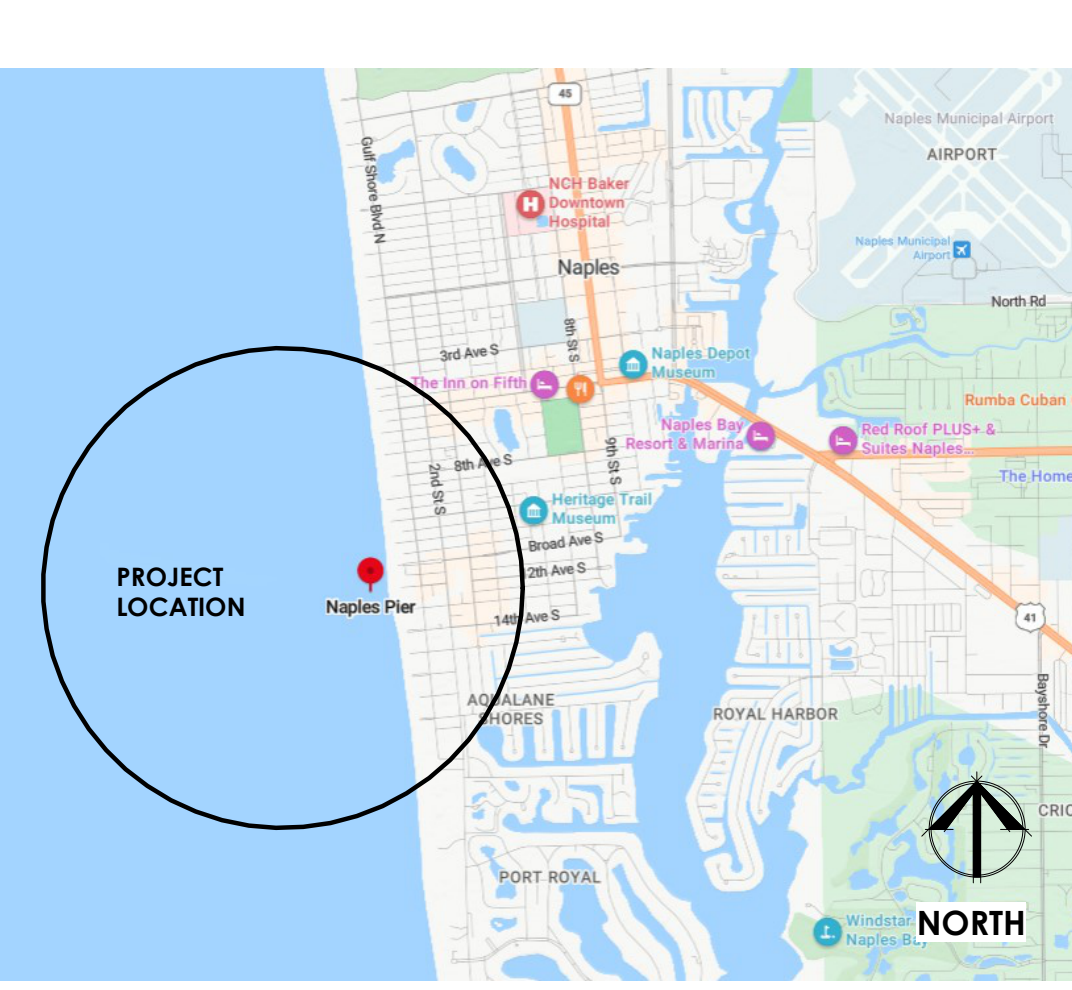 45
Naples Municipal Airport
AIRPORT
Gulf Shore Blvd N
NCH Baker
Downtown
Hospital
H
Naples Municipal
Airport
Naples
North Rd
8th St S
3rd Ave S
Naples Depot
Museum
The Inn on Fifth
Rumba Cuban
Naples Bay
Resort & Marina
Red Roof PLUS+ &
Suites Naples...
9th St S
8th Ave S
2nd St S
The Home
Heritage Trail
Museum
Broad Ave S
2th Ave S
PROJECT
LOCATION
Naples Pier
14th Ave S
41
AQUALANE
SHORES
ROYAL HARBOR
Bayshore Dr
CRIC
PORT ROYAL
Windstar
Naples Bay
NORTH